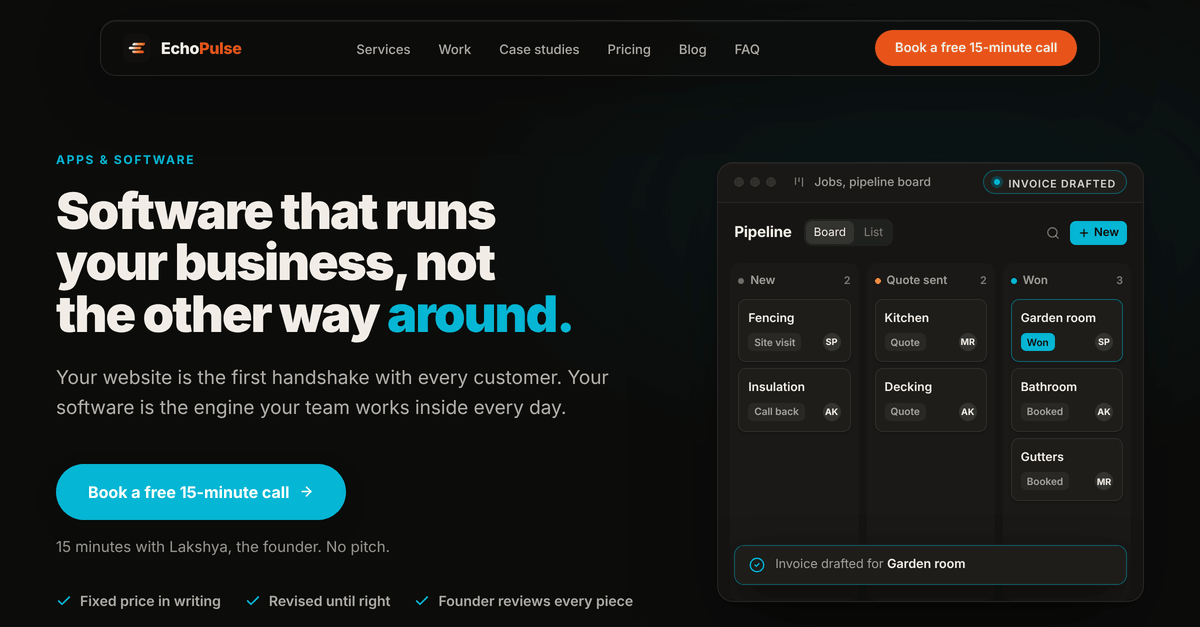 EchoPulse
Services
Work
Case studies
Pricing
Blog
FAQ
Book a free 15-minute call
APPS & SOFTWARE
Software that runs
your business, not
the other way around.
Your website is the first handshake with every customer. Your
software is the engine your team works inside every day.
Book a free 15-minute call →
15 minutes with Lakshya, the founder. No pitch.
Fixed price in writing
Revised until right
Founder reviews every piece
Jobs, pipeline board
INVOICE DRAFTED
Pipeline
Board
List
+ New
New 2
Fencing
Site visit SP
Insulation
Call back AK
Quote sent 2
Kitchen
Quote MR
Decking
Quote AK
Won 3
Garden room
Won SP
Bathroom
Booked AK
Gutters
Booked MR
Invoice drafted for Garden room